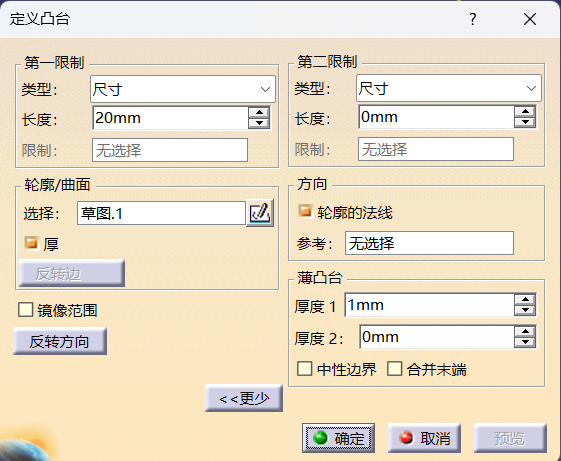 定义凸台
?
第一限制
类型： 尺寸
长度： 20mm
限制： 无选择
第二限制
类型： 尺寸
长度： 0mm
限制： 无选择
轮廓/曲面
选择： 草图.1
厚
反转边
镜像范围
反转方向
方向
轮廓的法线
参考： 无选择
薄凸台
厚度 1 1mm
厚度 2： 0mm
中性边界 合并末端
<<更少
确定 取消 预览